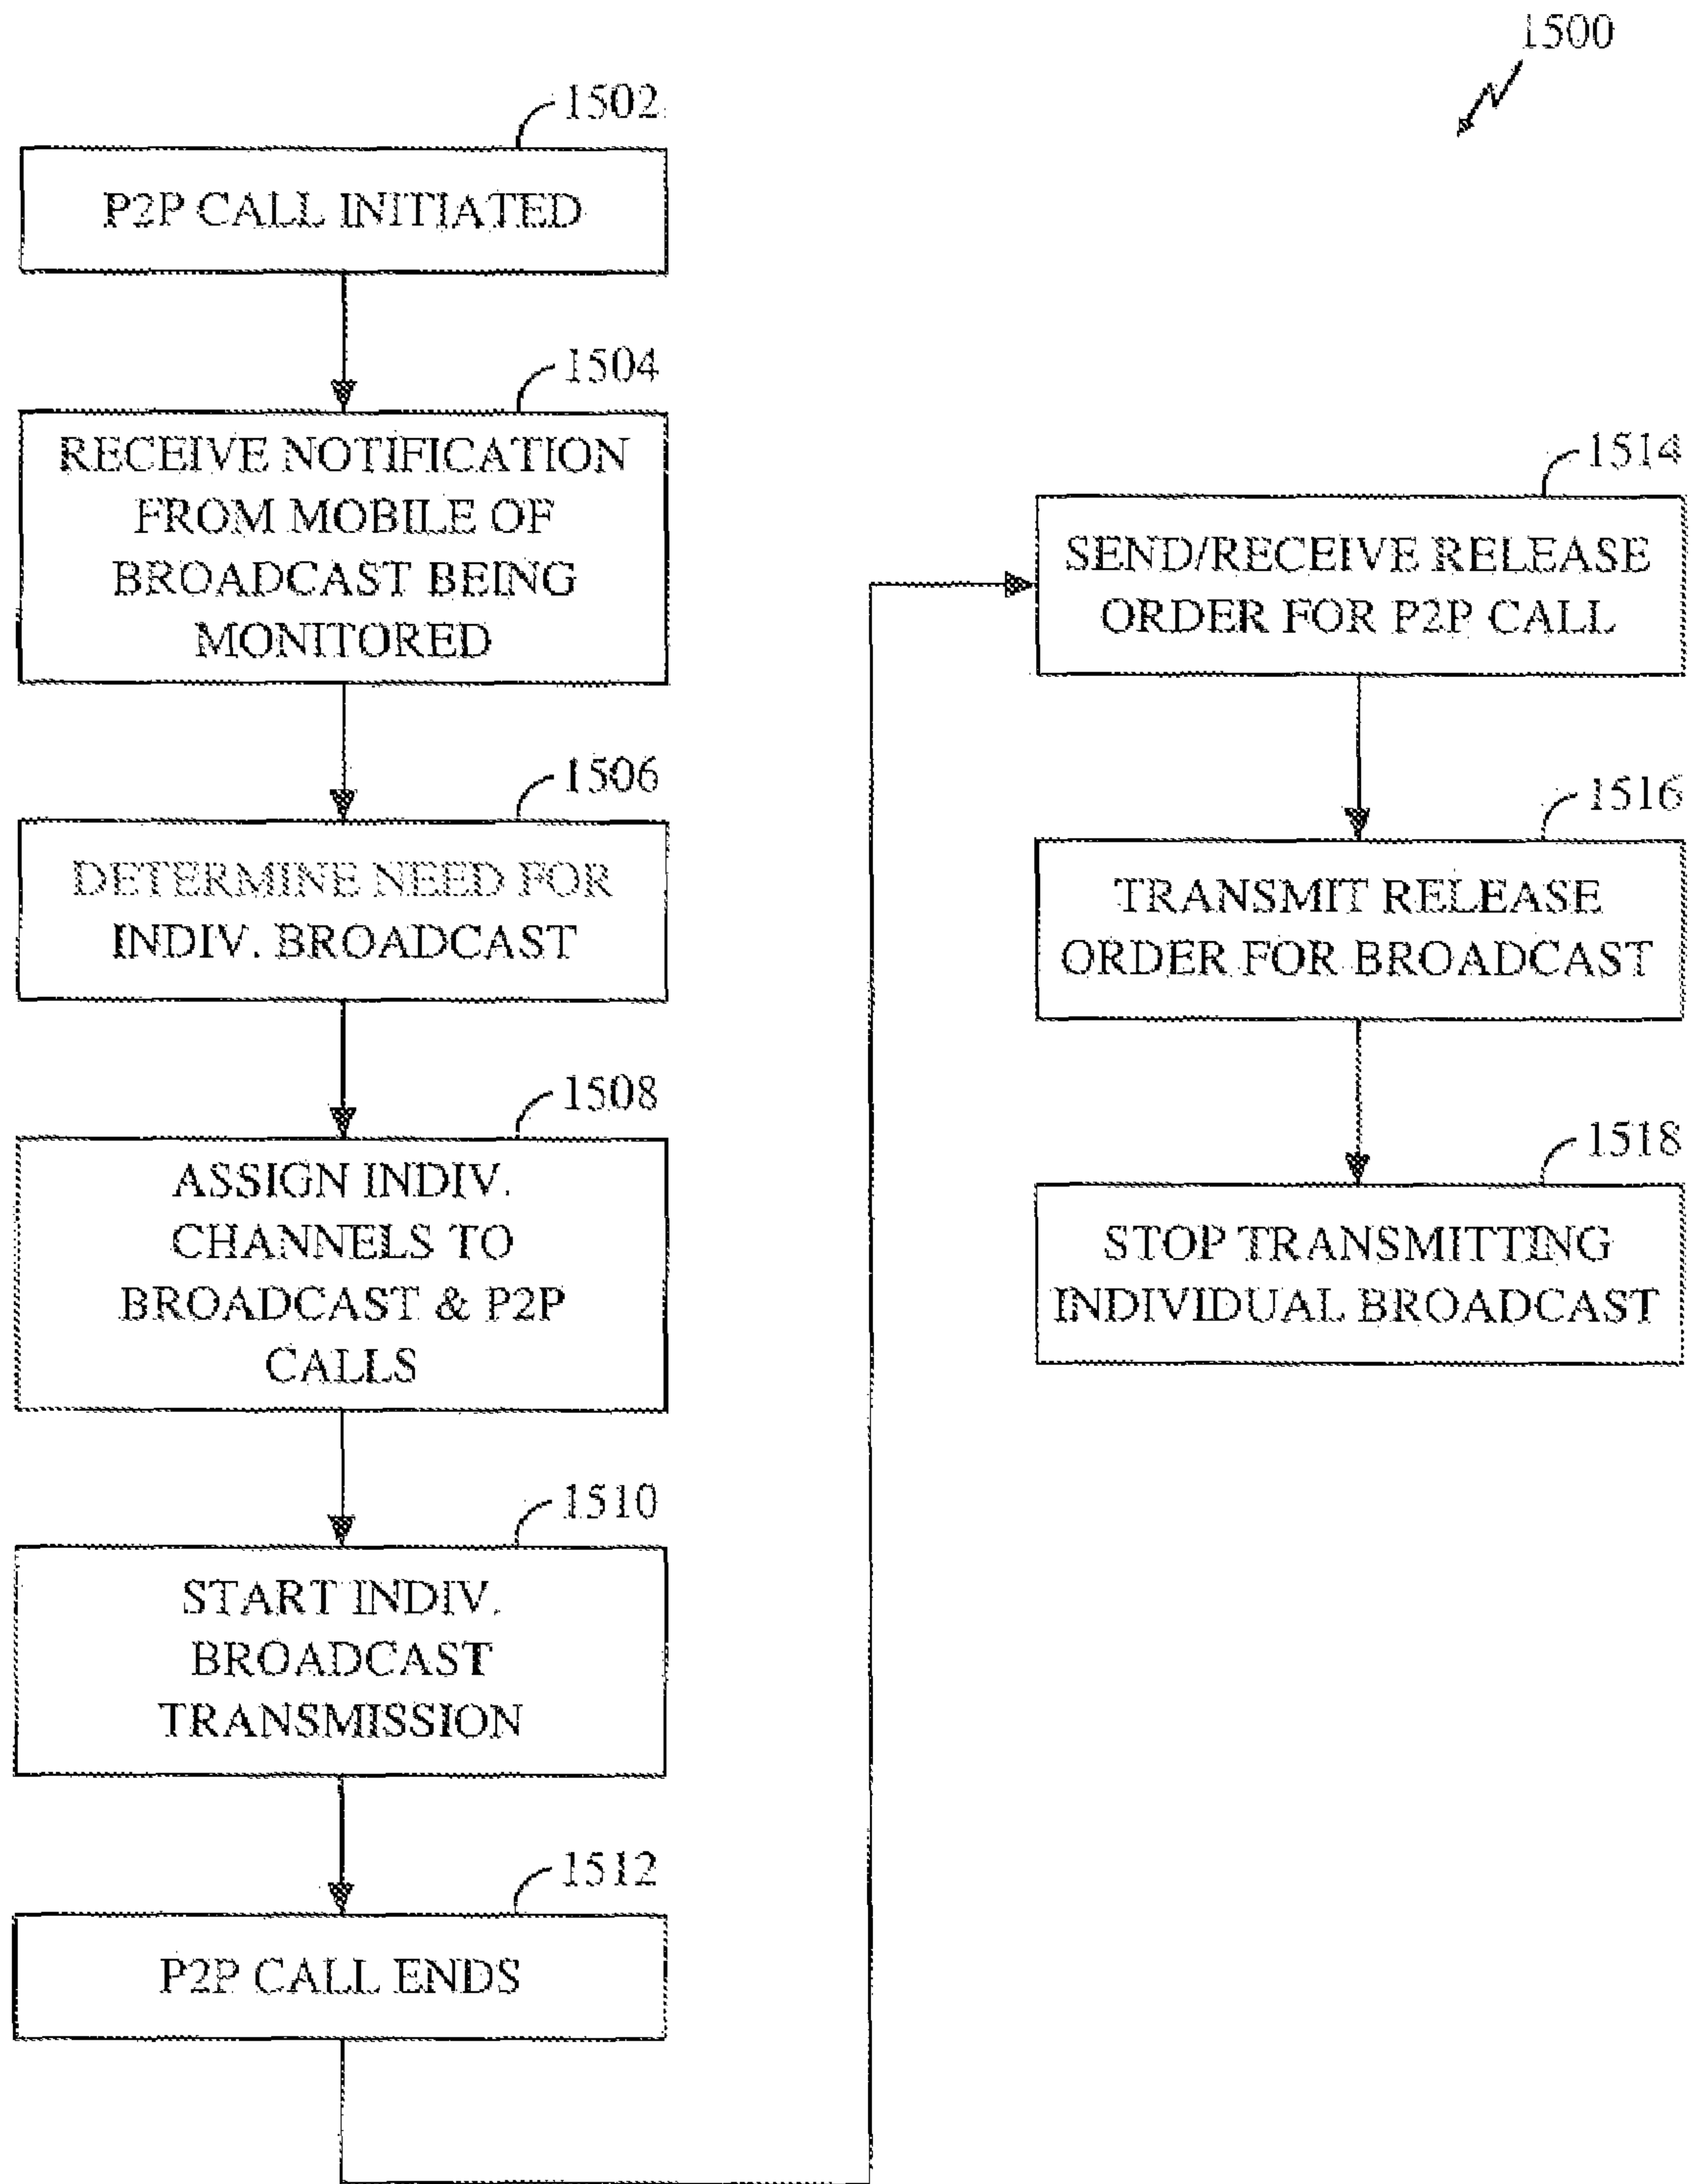 1500
1502
P2P CALL INITIATED
1504
RECEIVE NOTIFICATION
FROM MOBILE OF
BROADCAST BEING
MONITORED
1506
DETERMINE NEED FOR
INDIV. BROADCAST
1508
ASSIGN INDIV.
CHANNELS TO
BROADCAST & P2P
CALLS
1510
START INDIV.
BROADCAST
TRANSMISSION
1512
P2P CALL ENDS
1514
SEND/RECEIVE RELEASE
ORDER FOR P2P CALL
1516
TRANSMIT RELEASE
ORDER FOR BROADCAST
1518
STOP TRANSMITTING
INDIVIDUAL BROADCAST